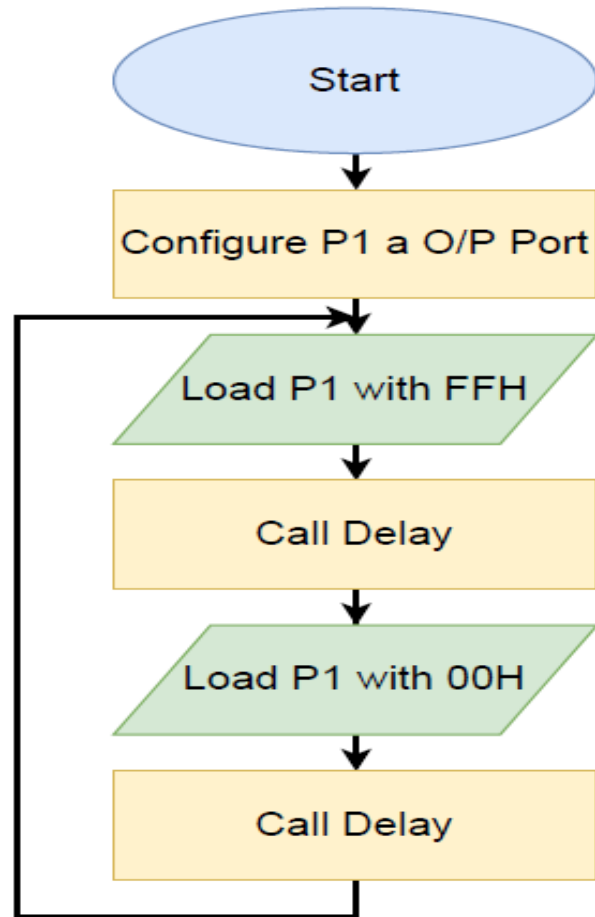 Start
Configure P1 a O/P Port
Load P1 with FFH
Call Delay
Load P1 with 00H
Call Delay